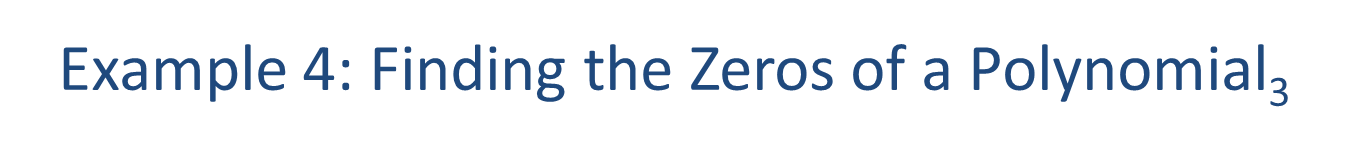 Example 4: Finding the Zeros of a Polynomial₃